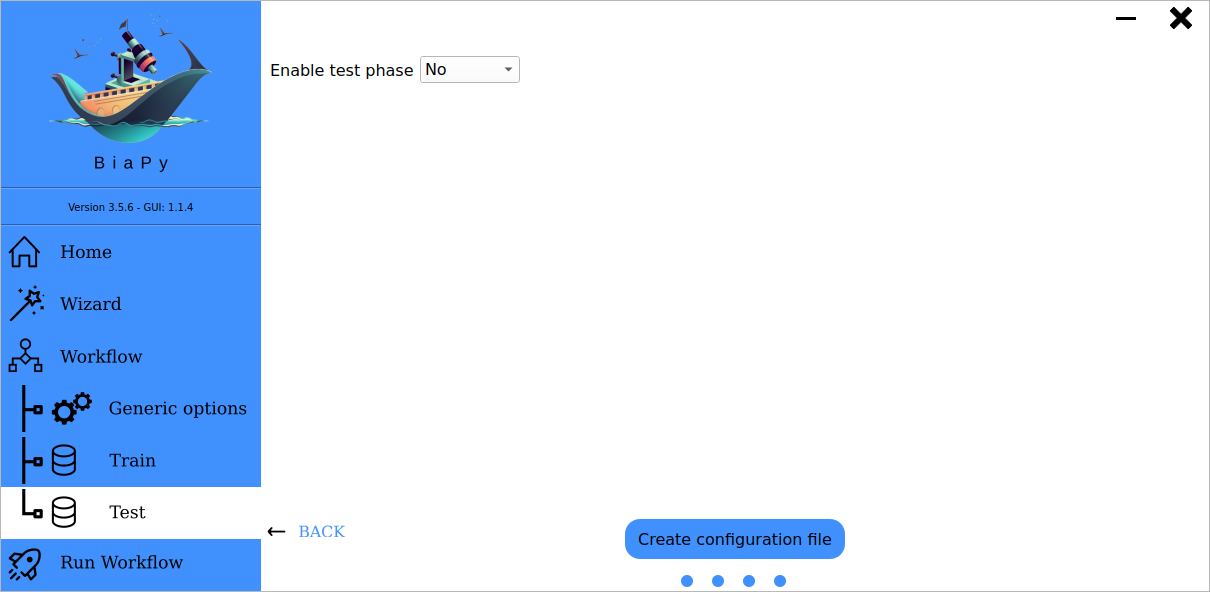 BiaPy
Version 3.5.6 - GUI: 1.1.4
Home
Wizard
Workflow
Generic options
Train
Test
Run Workflow
Enable test phase No
BACK
Create configuration file